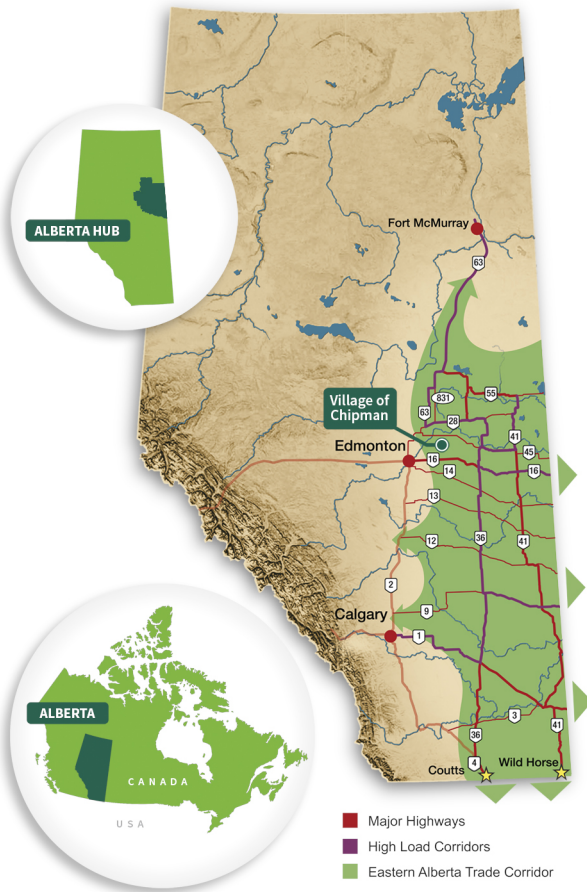 ALBERTA HUB
Fort McMurray
63
Village of
Chipman
831
55
63
28
41
45
Edmonton
16
16
14
13
36
12
41
2
Calgary
9
1
3
36
41
4
Coutts
Wild Horse
ALBERTA
CANADA
USA
Major Highways
High Load Corridors
Eastern Alberta Trade Corridor